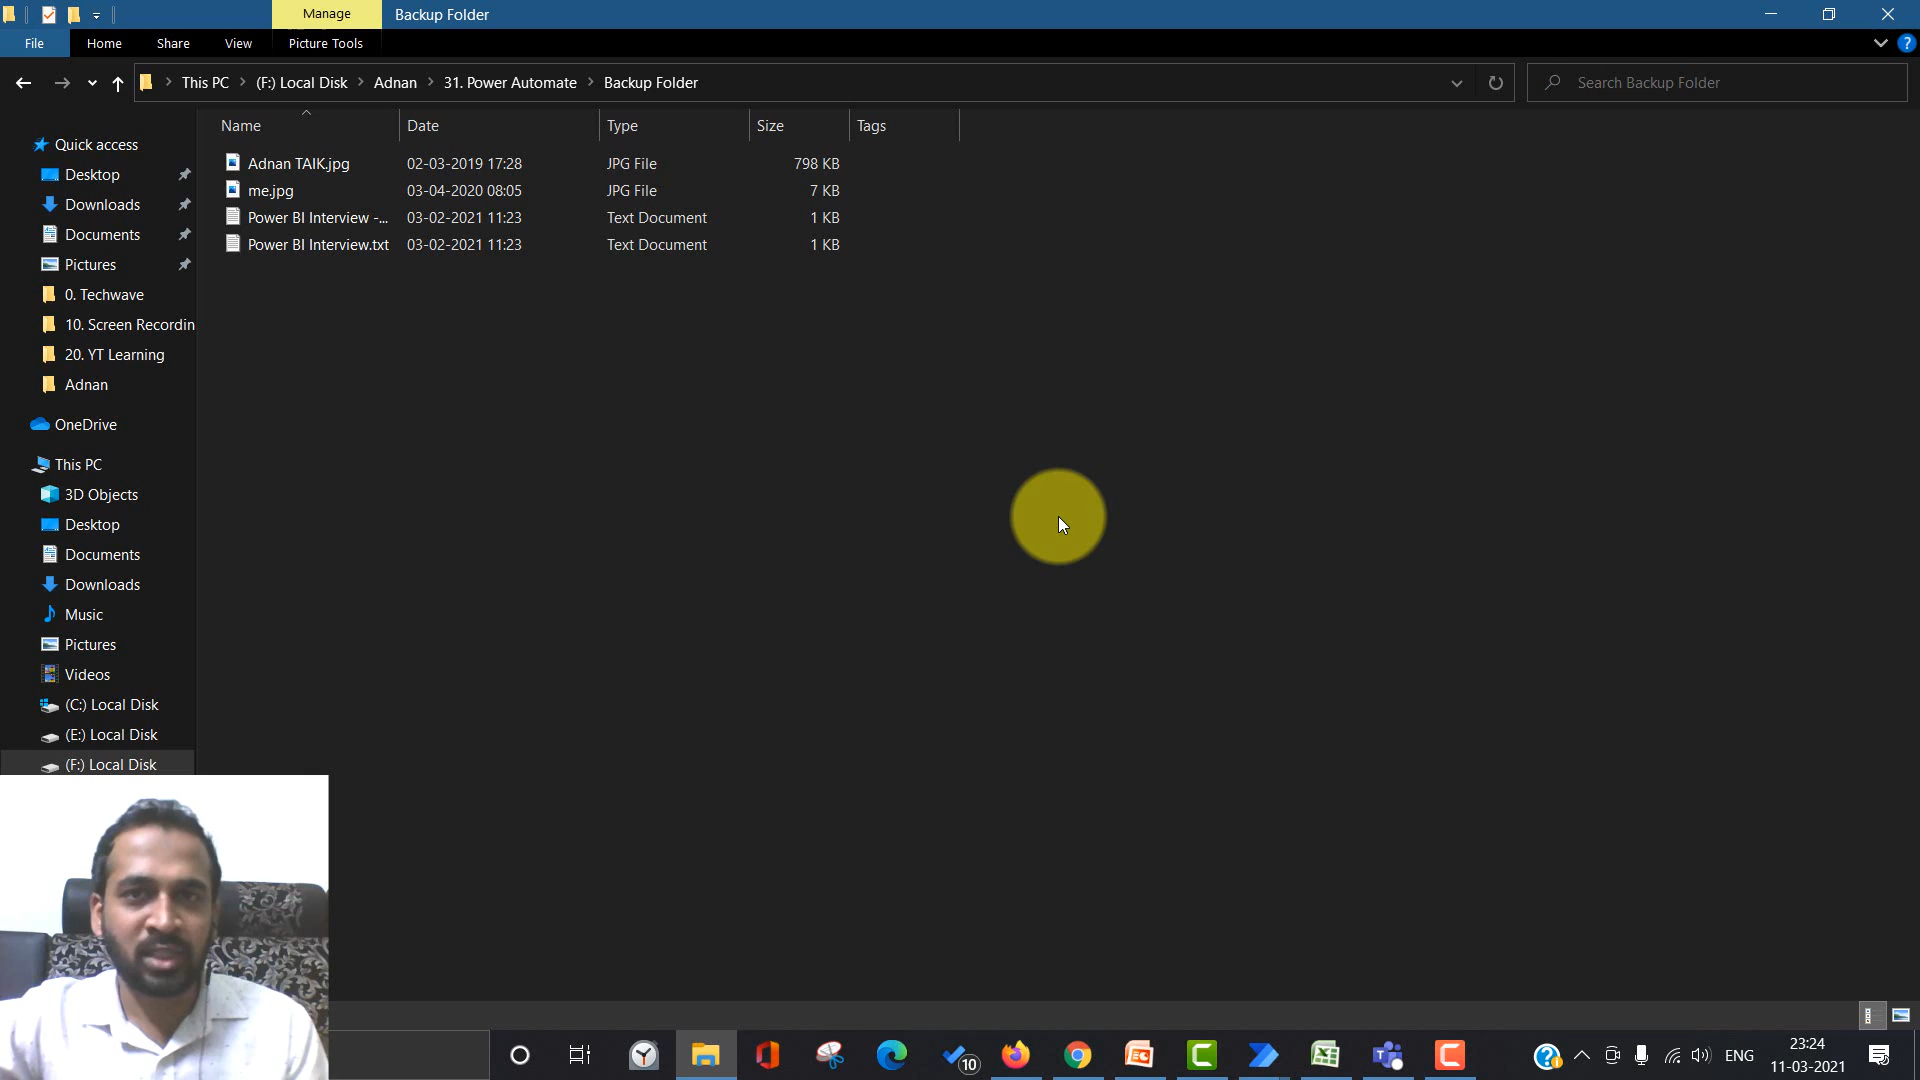 Manage
Backup Folder
File
Home
Share
View
Picture Tools
This PC
(F:) Local Disk
Adnan
31. Power Automate
Backup Folder
Search Backup Folder
Name
Date
Type
Size
Tags
Adnan TAIK.jpg
02-03-2019 17:28
JPG File
798 KB
me.jpg
03-04-2020 08:05
JPG File
7 KB
Power BI Interview -...
03-02-2021 11:23
Text Document
1 KB
Power BI Interview.txt
03-02-2021 11:23
Text Document
1 KB
Quick access
Desktop
Downloads
Documents
Pictures
0. Techwave
10. Screen Recordin
20. YT Learning
Adnan
OneDrive
This PC
3D Objects
Desktop
Documents
Downloads
Music
Pictures
Videos
(C:) Local Disk
(E:) Local Disk
(F:) Local Disk
10
ENG
23:24
11-03-2021